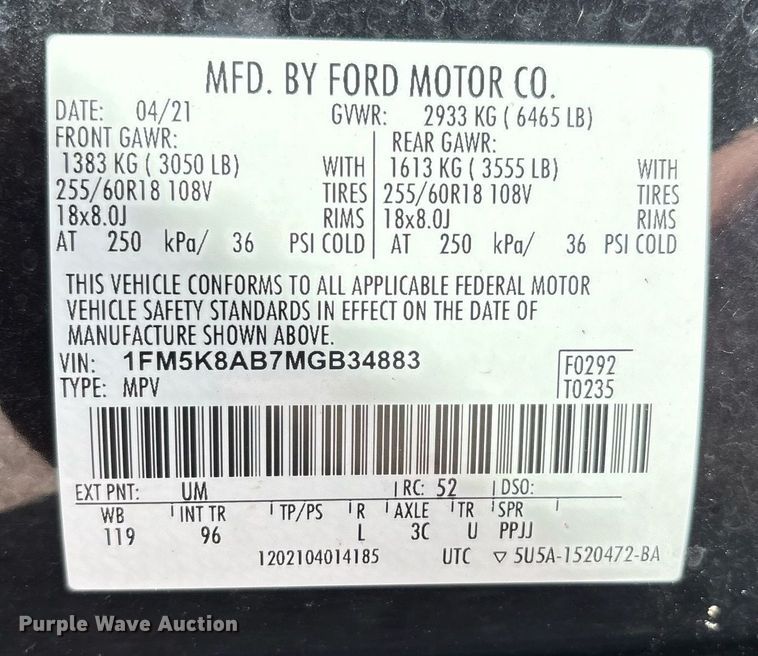 MFD. BY FORD MOTOR CO.
DATE: 04/21 GVWR: 2933 KG ( 6465 LB)
FRONT GAWR: REAR GAWR:
1383 KG ( 3050 LB) WITH 1613 KG ( 3555 LB) WITH
255/60R18 108V TIRES 255/60R18 108V TIRES
18x8.0J RIMS 18x8.0J RIMS
AT 250 kPa/ 36 PSI COLD AT 250 kPa/ 36 PSI COLD
THIS VEHICLE CONFORMS TO ALL APPLICABLE FEDERAL MOTOR
VEHICLE SAFETY STANDARDS IN EFFECT ON THE DATE OF
MANUFACTURE SHOWN ABOVE.
VIN: 1FM5K8AB7MGB34883 F0292
TYPE: MPV T0235
EXT PNT: UM RC: 52 DSO:
WB INT TR TP/PS R AXLE TR SPR
119 96 L 3C U PPJJ
1202104014185 UTC ▽ 5U5A-1520472-BA
Purple Wave Auction